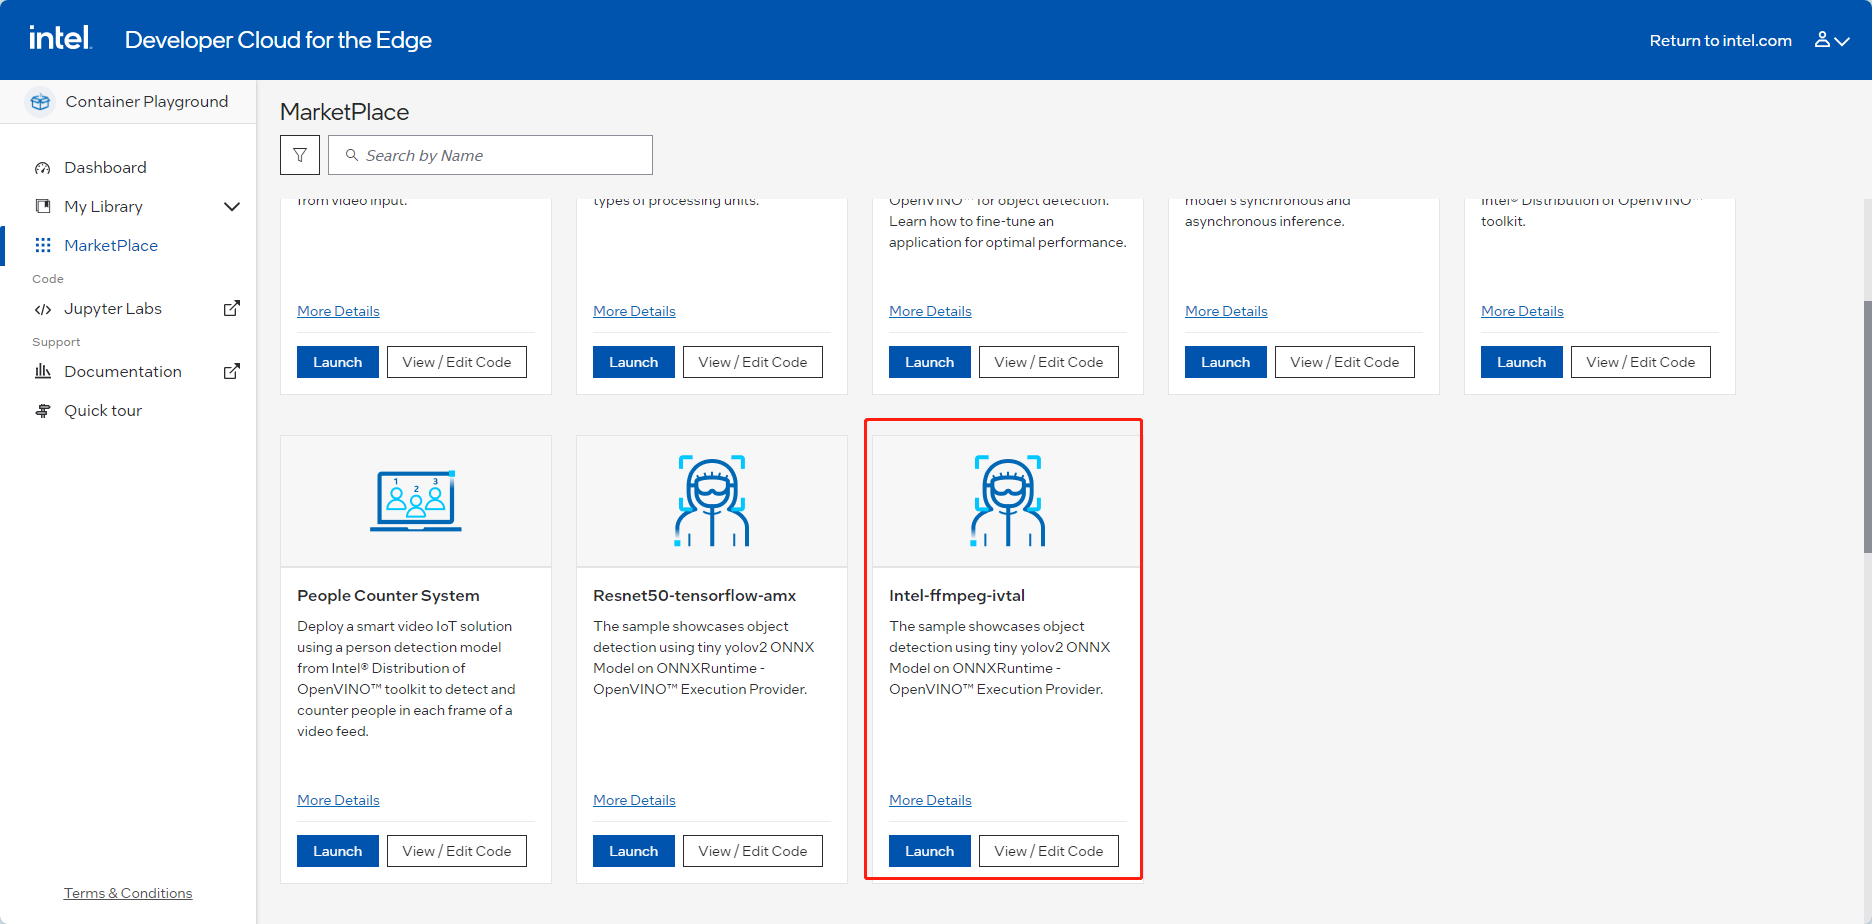 intel. Developer Cloud for the Edge
Return to intel.com
Container Playground
Dashboard
My Library
MarketPlace
Code
Jupyter Labs
Support
Documentation
Quick tour
Terms & Conditions
MarketPlace
Search by Name
from video input.
More Details
Launch
View / Edit Code
types of processing units.
More Details
Launch
View / Edit Code
OpenVINO™ for object detection.
Learn how to fine-tune an
application for optimal performance.
More Details
Launch
View / Edit Code
model's synchronous and
asynchronous inference.
More Details
Launch
View / Edit Code
Intel® Distribution of OpenVINO™
toolkit.
More Details
Launch
View / Edit Code
1 2 3
People Counter System
Deploy a smart video IoT solution
using a person detection model
from Intel® Distribution of
OpenVINO™ toolkit to detect and
counter people in each frame of a
video feed.
More Details
Launch
View / Edit Code
Resnet50-tensorflow-amx
The sample showcases object
detection using tiny yolov2 ONNX
Model on ONNXRuntime -
OpenVINO™ Execution Provider.
More Details
Launch
View / Edit Code
Intel-ffmpeg-ivtal
The sample showcases object
detection using tiny yolov2 ONNX
Model on ONNXRuntime -
OpenVINO™ Execution Provider.
More Details
Launch
View / Edit Code